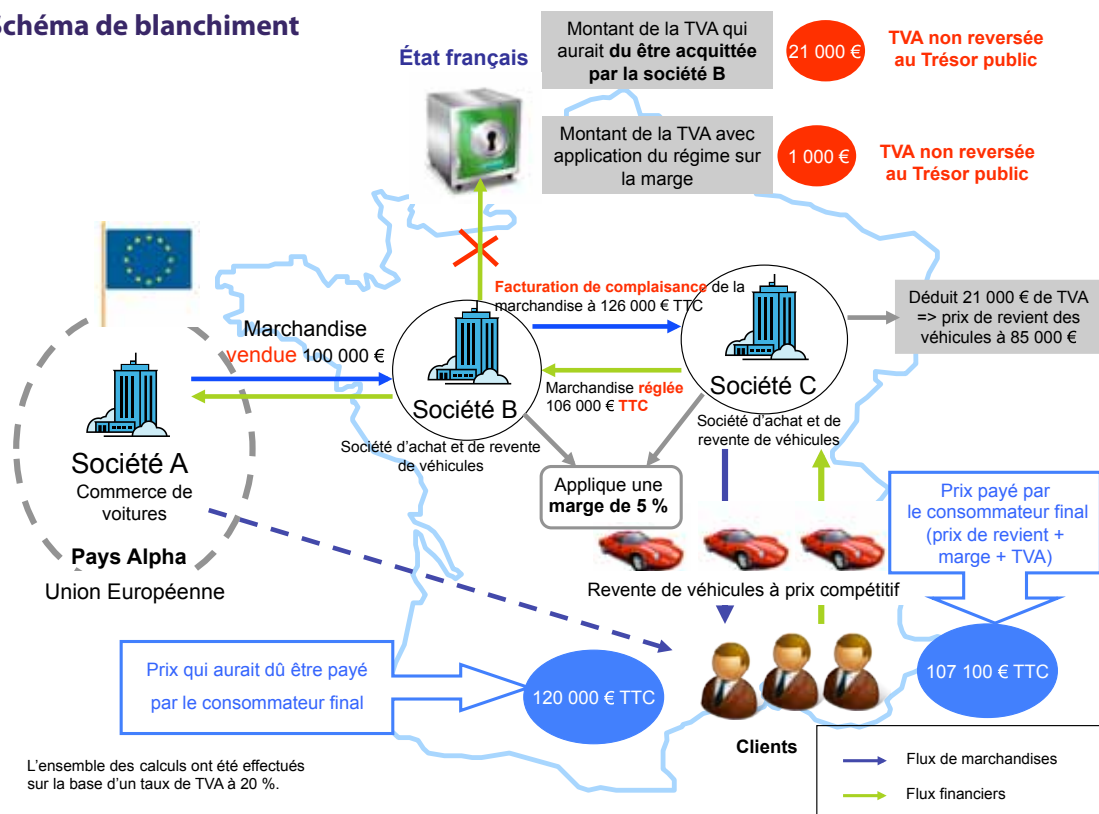 Schéma de blanchiment
État français
Montant de la TVA qui
aurait du être acquittée
par la société B
21 000 €
TVA non reversée
au Trésor public
Montant de la TVA avec
application du régime sur
la marge
1 000 €
TVA non reversée
au Trésor public
Marchandise
vendue 100 000 €
Facturation de complaisance de la
marchandise à 126 000 € TTC
Déduit 21 000 € de TVA
=> prix de revient des
véhicules à 85 000 €
Société A
Commerce de
voitures
Pays Alpha
Union Européenne
Société B
Société d'achat et de revente
de véhicules
Marchandise réglée
106 000 € TTC
Société C
Société d'achat et de
revente de véhicules
Applique une
marge de 5 %
Prix payé par
le consommateur final
(prix de revient +
marge + TVA)
Revente de véhicules à prix compétitif
Prix qui aurait dû être payé
par le consommateur final
120 000 € TTC
107 100 € TTC
Clients
L'ensemble des calculs ont été effectués
sur la base d'un taux de TVA à 20 %.
Flux de marchandises
Flux financiers